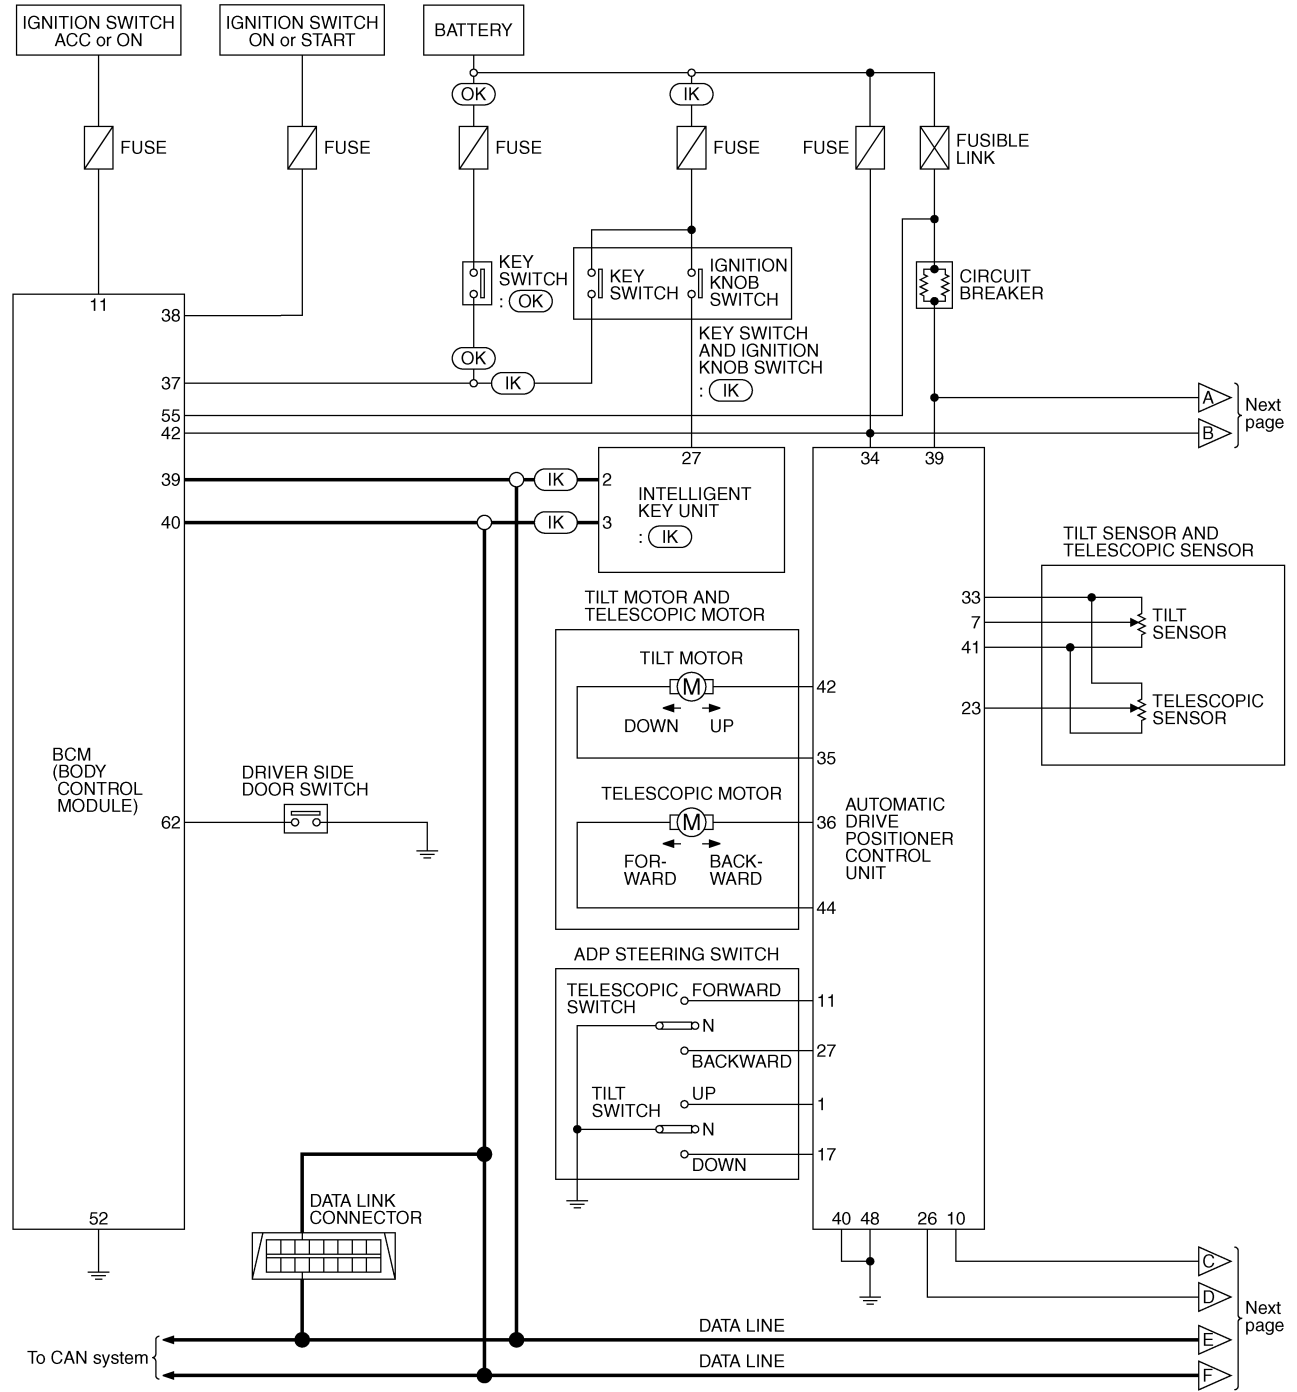 IGNITION SWITCH
ACC or ON
IGNITION SWITCH
ON or START
BATTERY
OK
IK
FUSE
FUSE
FUSE
FUSE
FUSE
FUSIBLE
LINK
KEY
SWITCH
: OK
KEY
SWITCH
IGNITION
KNOB
SWITCH
CIRCUIT
BREAKER
11
38
KEY SWITCH
AND IGNITION
KNOB SWITCH
: IK
OK
37
IK
55
42
A
B
Next
page
27
34
39
39
IK
2
40
IK
3
INTELLIGENT
KEY UNIT
: IK
TILT SENSOR AND
TELESCOPIC SENSOR
33
7
41
23
TILT
SENSOR
TELESCOPIC
SENSOR
TILT MOTOR AND
TELESCOPIC MOTOR
TILT MOTOR
M
42
DOWN
UP
35
TELESCOPIC MOTOR
M
36
FOR-
WARD
BACK-
WARD
44
AUTOMATIC
DRIVE
POSITIONER
CONTROL
UNIT
BCM
(BODY
CONTROL
MODULE)
DRIVER SIDE
DOOR SWITCH
62
ADP STEERING SWITCH
TELESCOPIC
SWITCH
FORWARD
11
N
BACKWARD
27
TILT
SWITCH
UP
1
N
DOWN
17
52
DATA LINK
CONNECTOR
40
48
26
10
C
D
E
F
Next
page
DATA LINE
DATA LINE
To CAN system